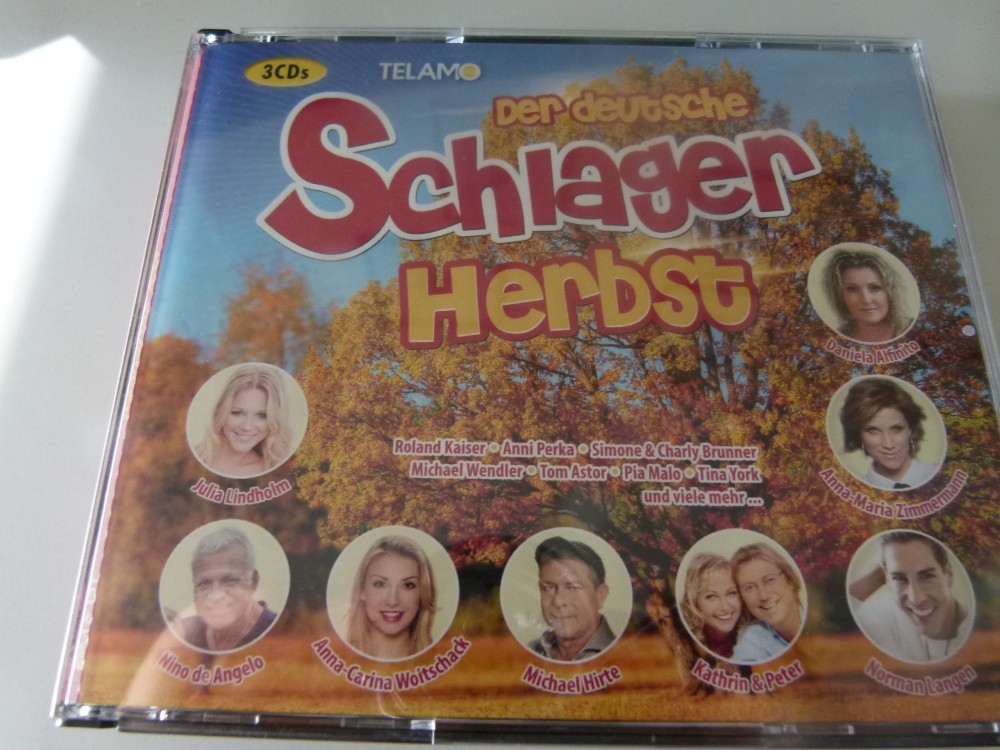 3CDs
TELAMO
Der deutsche
Schlager
Herbst
Daniela Alfinito
Roland Kaiser • Anni Perka • Simone & Charly Brunner
Michael Wendler • Tom Astor • Pia Malo • Tina York
und viele mehr ...
Julia Lindholm
Anna-Maria Zimmermann
Nino de Angelo
Anna-Carina Woitschack
Michael Hirte
Kathrin & Peter
Norman Langen